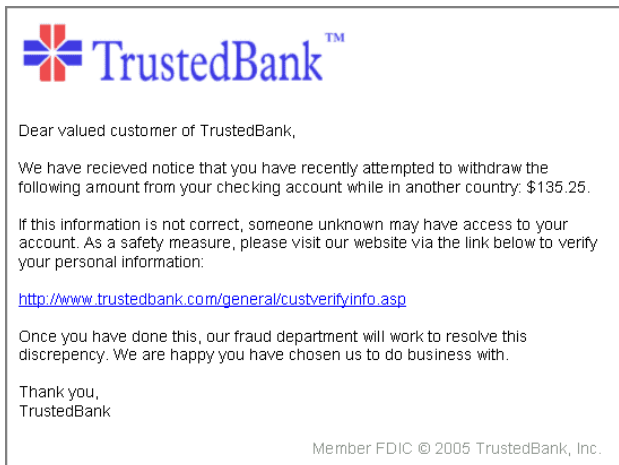 TrustedBank™
Dear valued customer of TrustedBank,
We have recieved notice that you have recently attempted to withdraw the
following amount from your checking account while in another country: $135.25.
If this information is not correct, someone unknown may have access to your
account. As a safety measure, please visit our website via the link below to verify
your personal information:
http://www.trustedbank.com/general/custverifyinfo.asp
Once you have done this, our fraud department will work to resolve this
discrepency. We are happy you have chosen us to do business with.
Thank you,
TrustedBank
Member FDIC © 2005 TrustedBank, Inc.